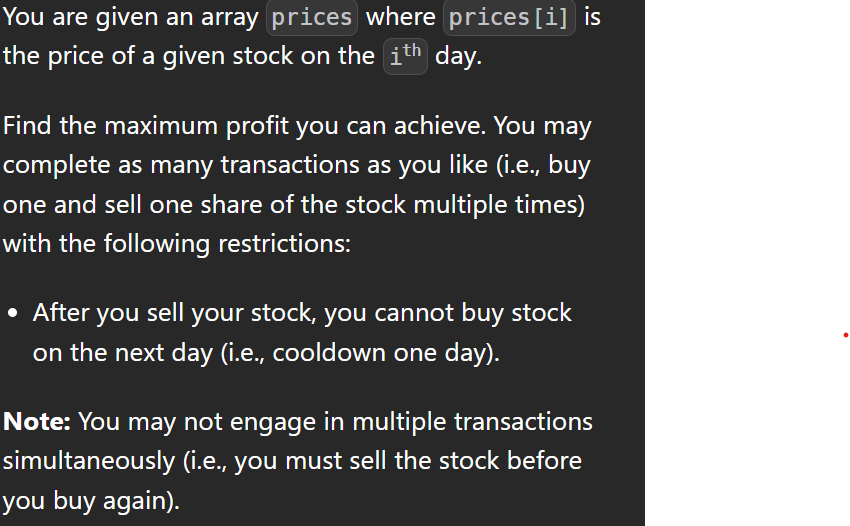 You are given an array prices where prices[i] is
the price of a given stock on the ith day.
Find the maximum profit you can achieve. You may
complete as many transactions as you like (i.e., buy
one and sell one share of the stock multiple times)
with the following restrictions:
• After you sell your stock, you cannot buy stock
on the next day (i.e., cooldown one day).
Note: You may not engage in multiple transactions
simultaneously (i.e., you must sell the stock before
you buy again).